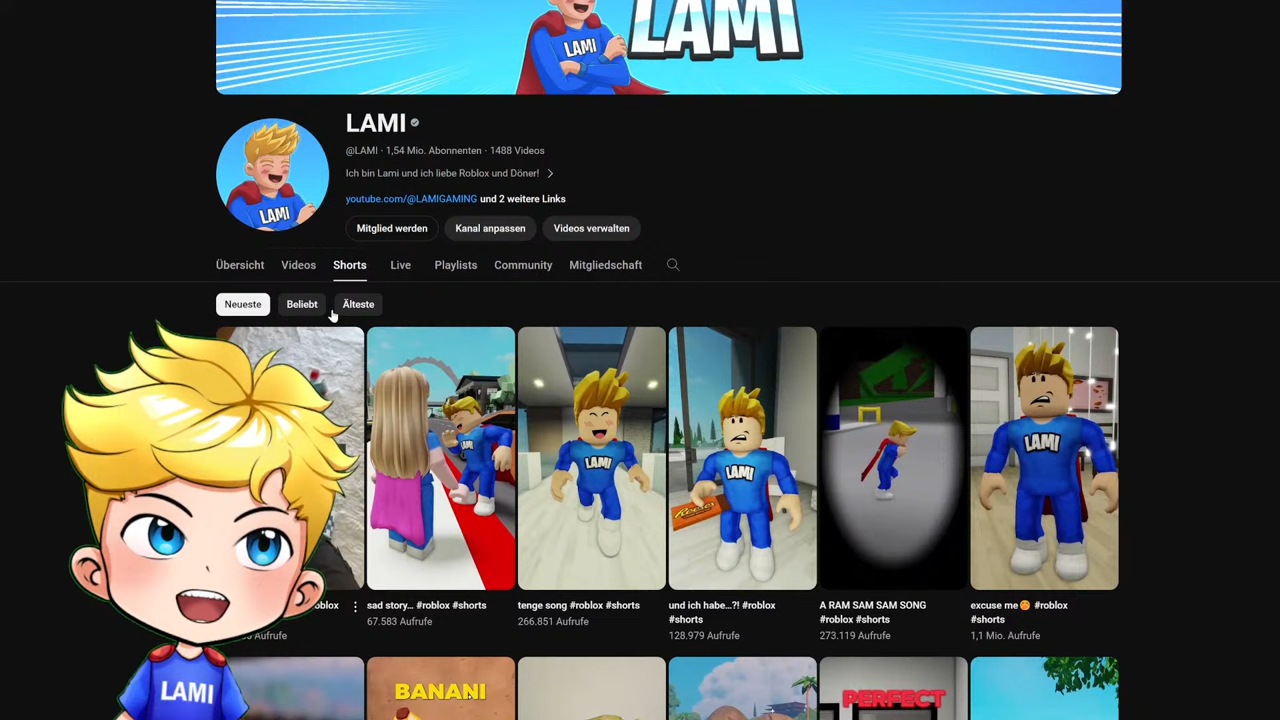 LAMI
LAMI
LAMI
LAMI
@LAMI · 1,54 Mio. Abonnenten · 1488 Videos
Ich bin Lami und ich liebe Roblox und Döner!
youtube.com/@LAMIGAMING und 2 weitere Links
Mitglied werden Kanal anpassen Videos verwalten
Übersicht Videos Shorts Live Playlists Community Mitgliedschaft
Neueste Beliebt Älteste
LAMI
LAMI
LAMI
Reese's
sad story... #roblox #shorts
67.583 Aufrufe
tenge song #roblox #shorts
266.851 Aufrufe
und ich habe...?! #roblox
#shorts
128.979 Aufrufe
A RAM SAM SAM SONG
#roblox #shorts
273.119 Aufrufe
excuse me🥰 #roblox
#shorts
1,1 Mio. Aufrufe
Aufrufe
LAMI
BANANI
PERFECT